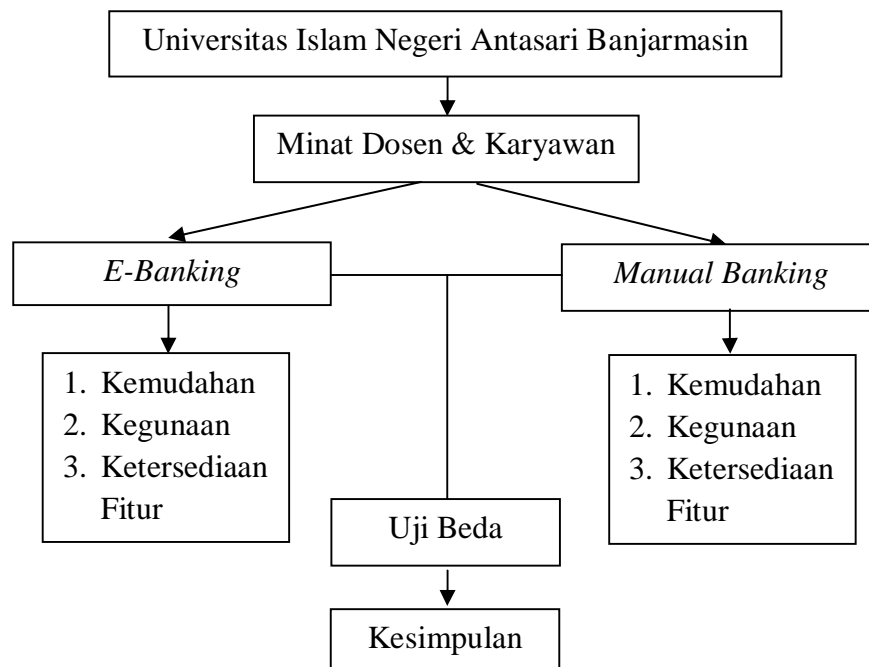 Universitas Islam Negeri Antasari Banjarmasin
Minat Dosen & Karyawan
E-Banking
Manual Banking
1. Kemudahan
2. Kegunaan
3. Ketersediaan
Fitur
1. Kemudahan
2. Kegunaan
3. Ketersediaan
Fitur
Uji Beda
Kesimpulan